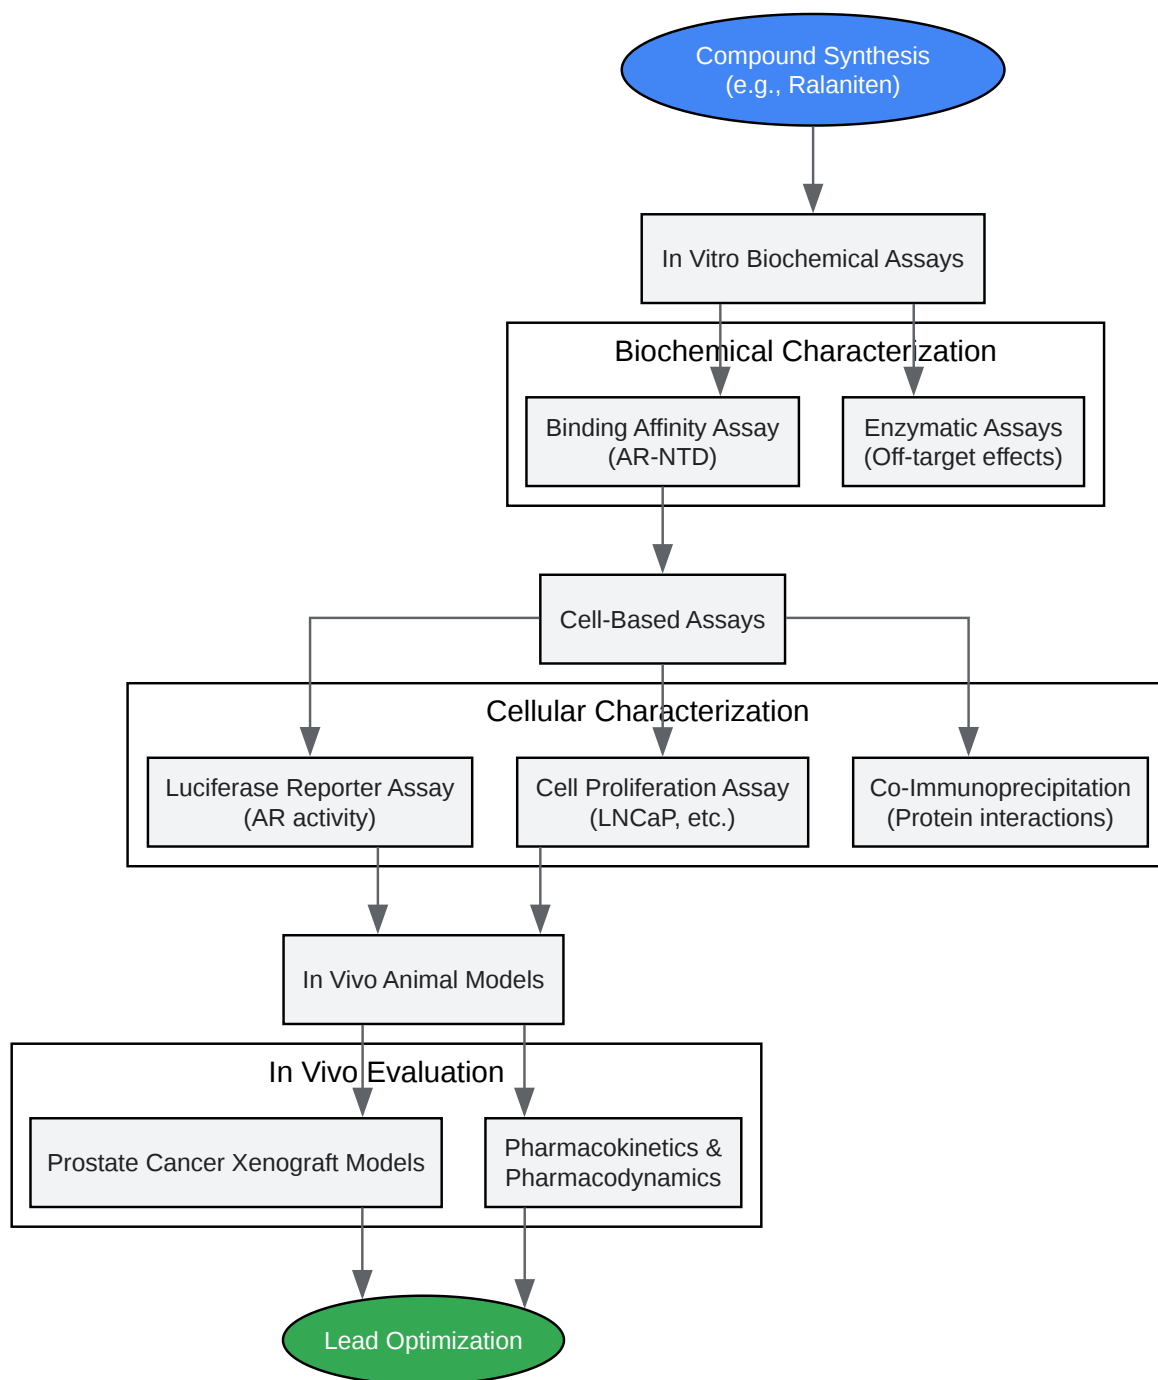 Compound Synthesis
(e.g., Ralaniten)
In Vitro Biochemical Assays
Biochemical Characterization
Binding Affinity Assay
(AR-NTD)
Enzymatic Assays
(Off-target effects)
Cell-Based Assays
Cellular Characterization
Luciferase Reporter Assay
(AR activity)
Cell Proliferation Assay
(LNCaP, etc.)
Co-Immunoprecipitation
(Protein interactions)
In Vivo Animal Models
In Vivo Evaluation
Prostate Cancer Xenograft Models
Pharmacokinetics &
Pharmacodynamics
Lead Optimization